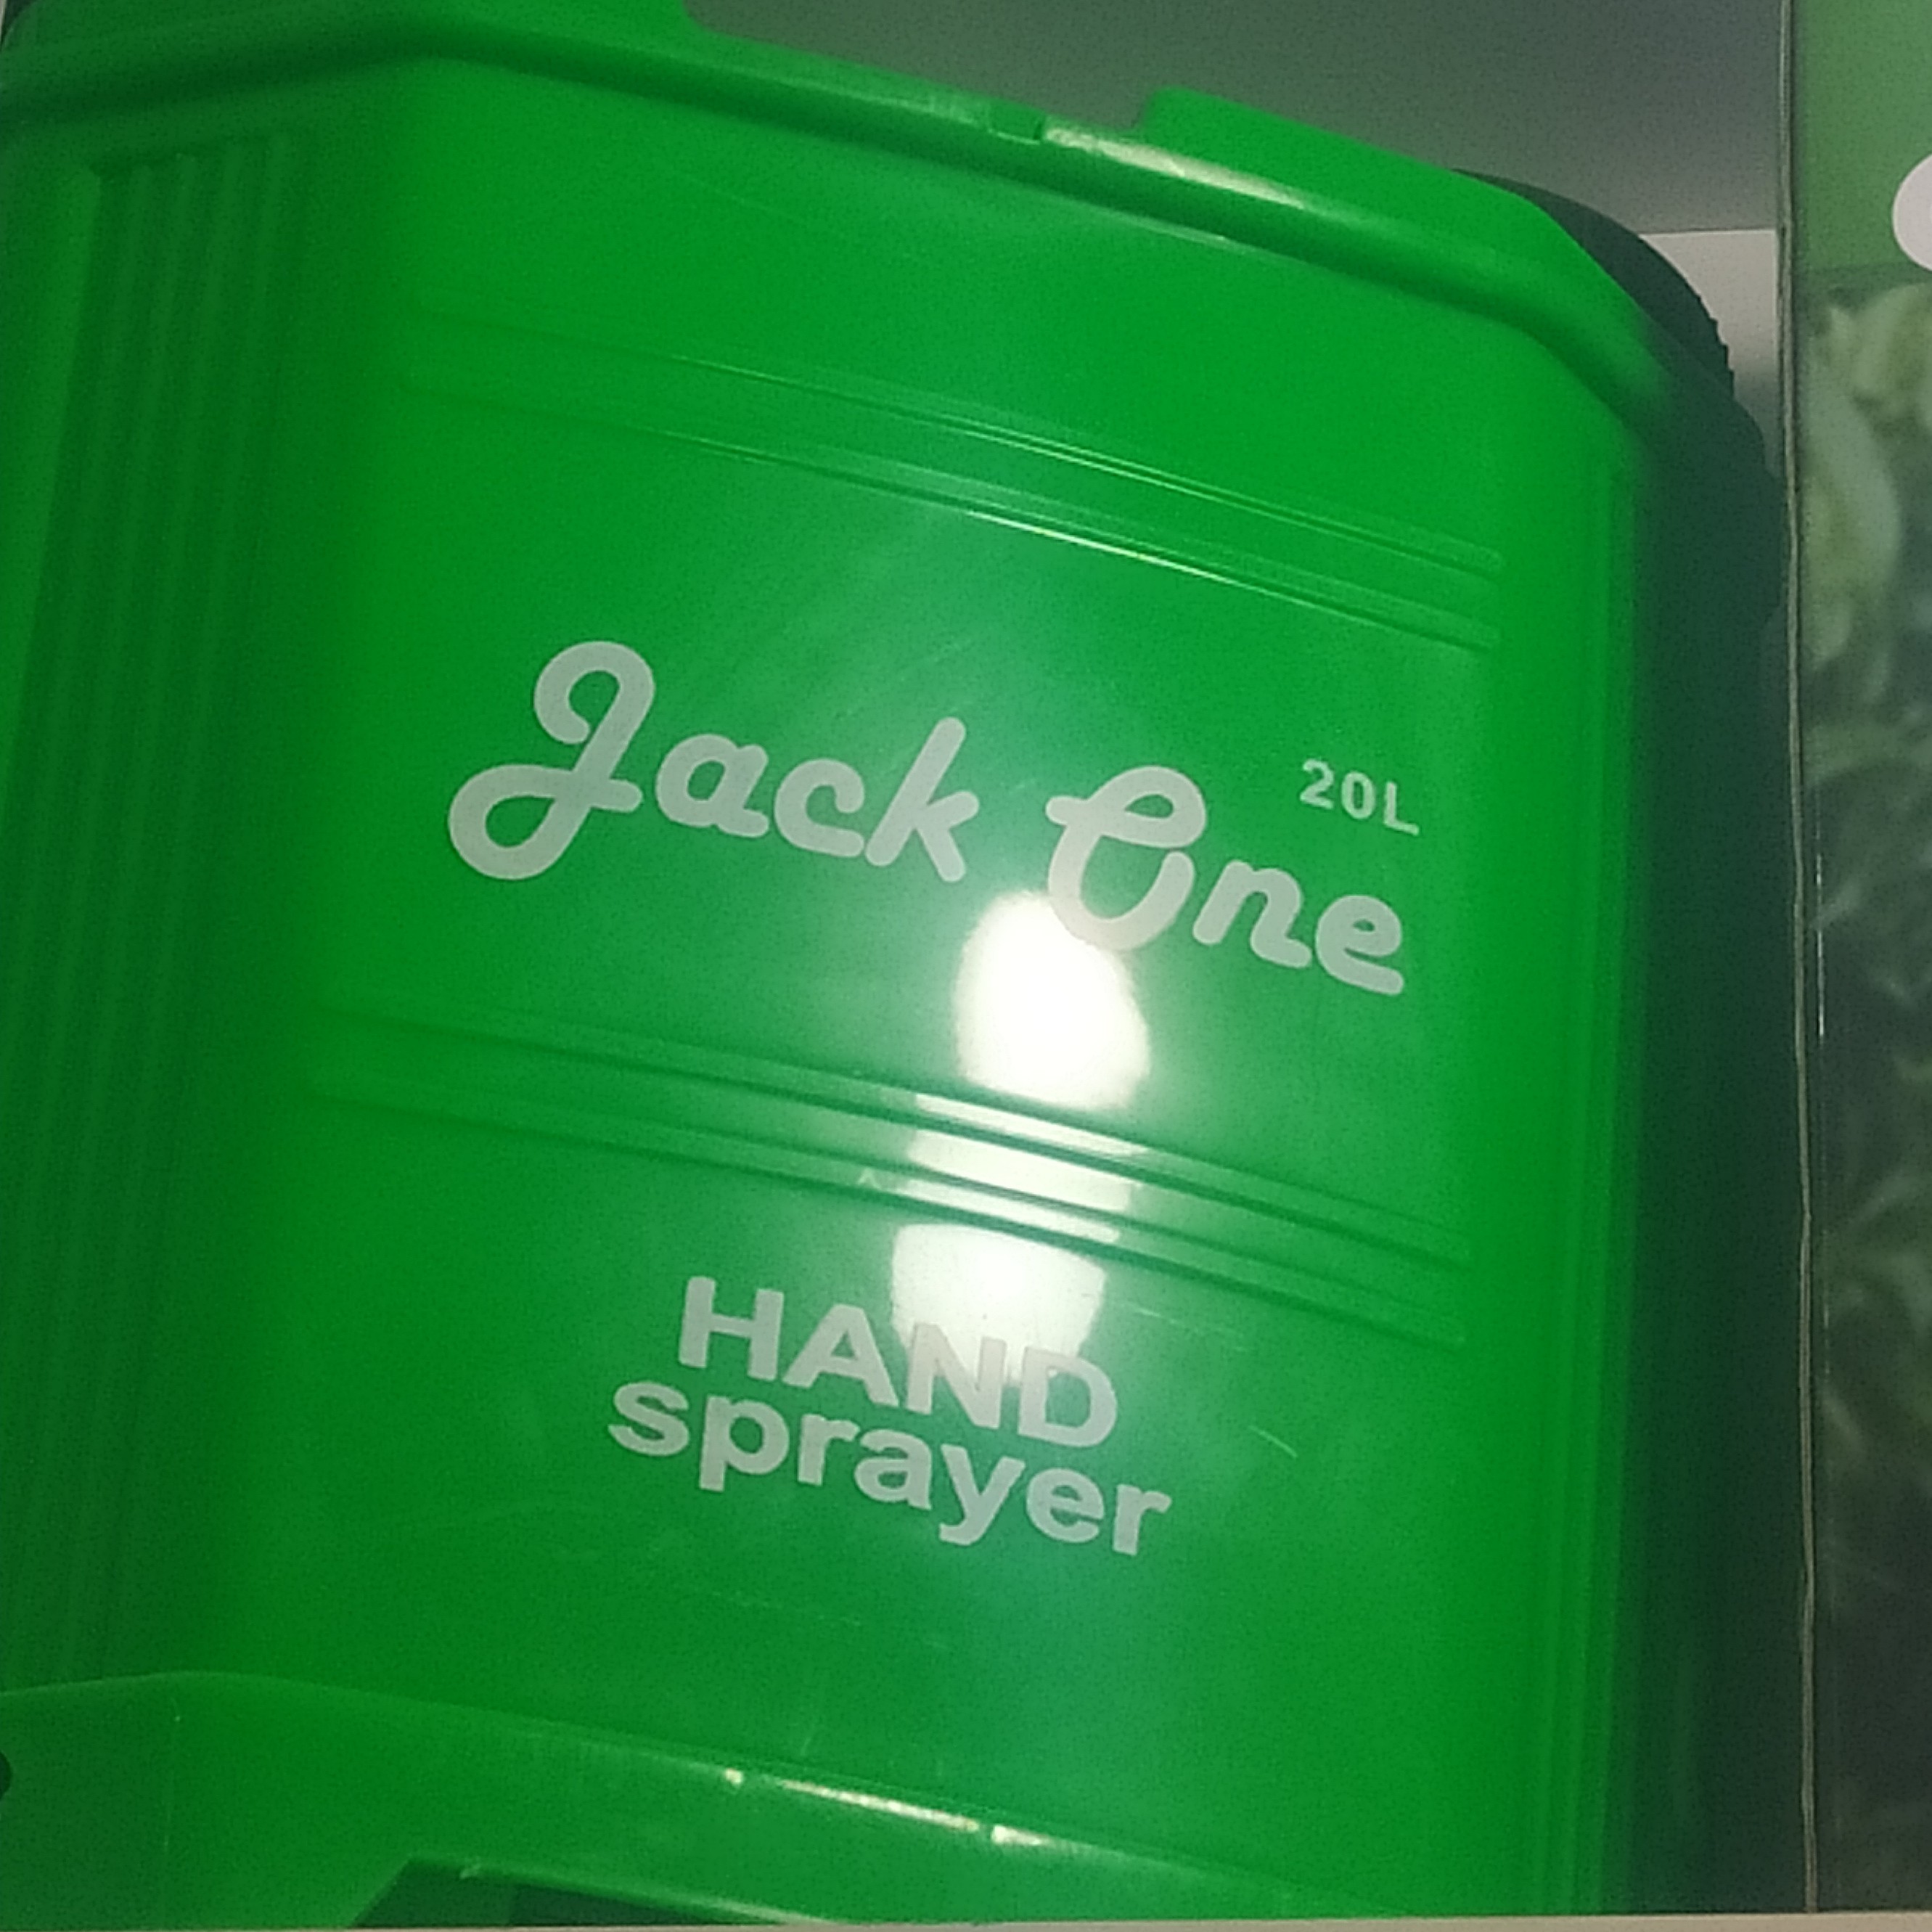 Jack One
20L
HAND
sprayer